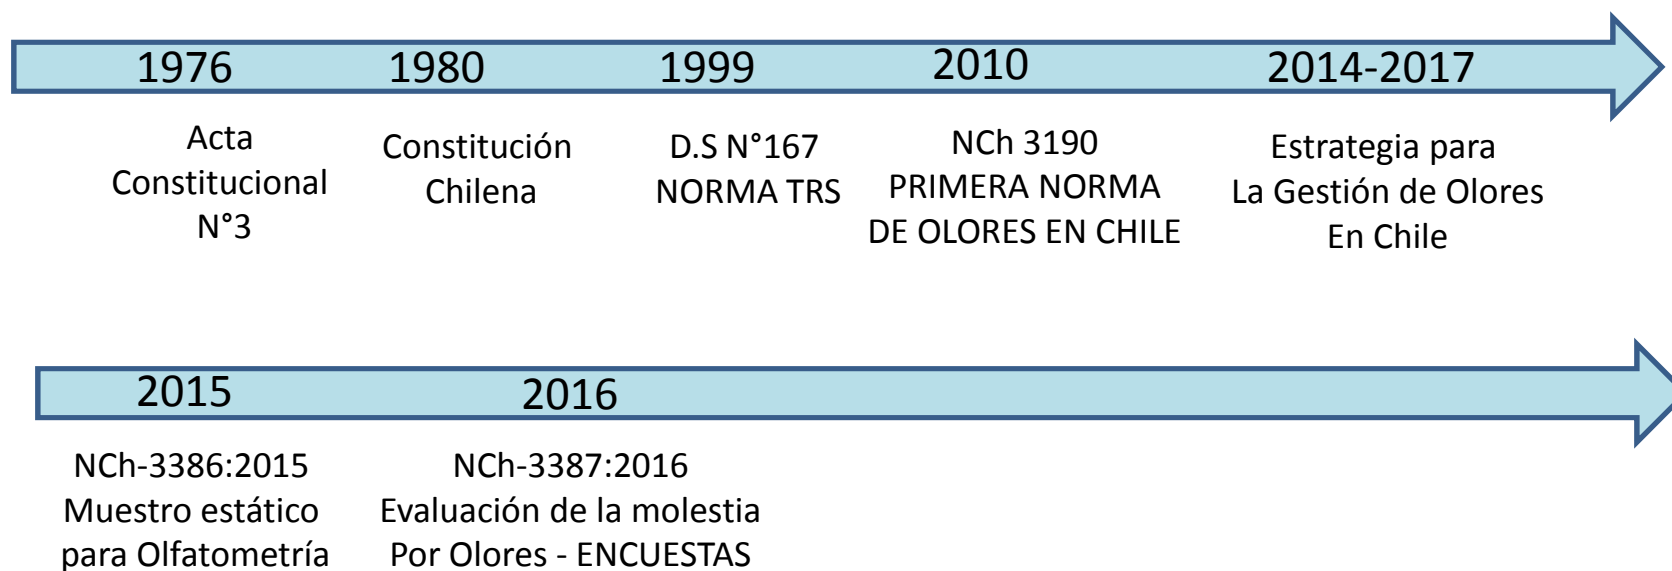 1976 1980 1999 2010 2014-2017
Acta
Constitucional
N°3
Constitución
Chilena
D.S N°167
NORMA TRS
NCh 3190
PRIMERA NORMA
DE OLORES EN CHILE
Estrategia para
La Gestión de Olores
En Chile
2015 2016
NCh-3386:2015
Muestro estático
para Olfatometría
NCh-3387:2016
Evaluación de la molestia
Por Olores - ENCUESTAS